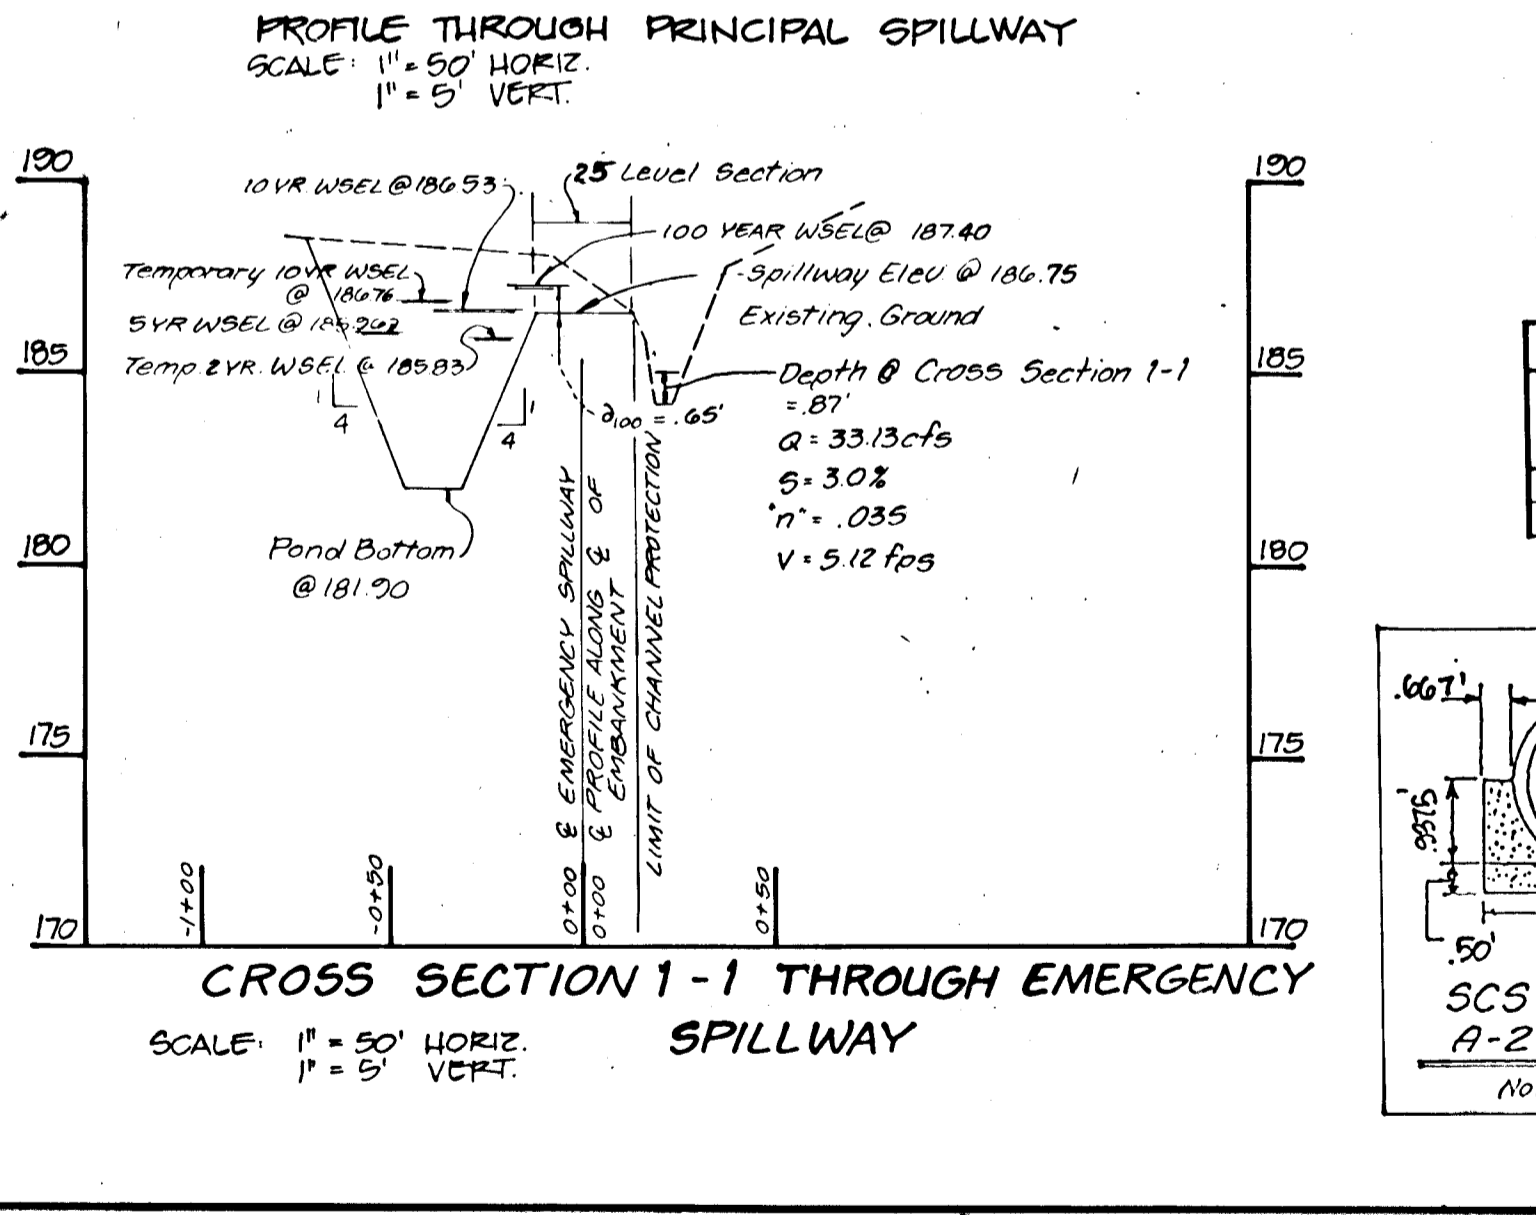 PROFILE THROUGH PRINCIPAL SPILLWAY
SCALE: 1" = 50' HORIZ.
1" = 5' VERT.
190
190
10 YR WSEL @ 186.53
25 Level Section
100 YEAR WSEL @ 187.40
Temporary 10 YR WSEL
@ 186.76
Spillway Elev. @ 186.75
Existing Ground
5 YR WSEL @
Temp. 2 YR. WSEL @ 185.83
185
185
Depth @ Cross Section 1-1
= .87'
1
4
1
4
∂100 = .65'
Q = 33.13 cfs
S = 3.0%
"n" = .035
V = 5.12 fps
Pond Bottom
@ 181.90
180
180
175
175
170
170
-1+00
-0+50
0+00 ℄ EMERGENCY SPILLWAY
0+00 ℄ PROFILE ALONG ℄ OF
EMBANKMENT
LIMIT OF CHANNEL PROTECTION
0+50
CROSS SECTION 1-1 THROUGH EMERGENCY
SPILLWAY
SCALE: 1" = 50' HORIZ.
1" = 5' VERT.
.667'
.9375'
.50'
SCS
A-2
No